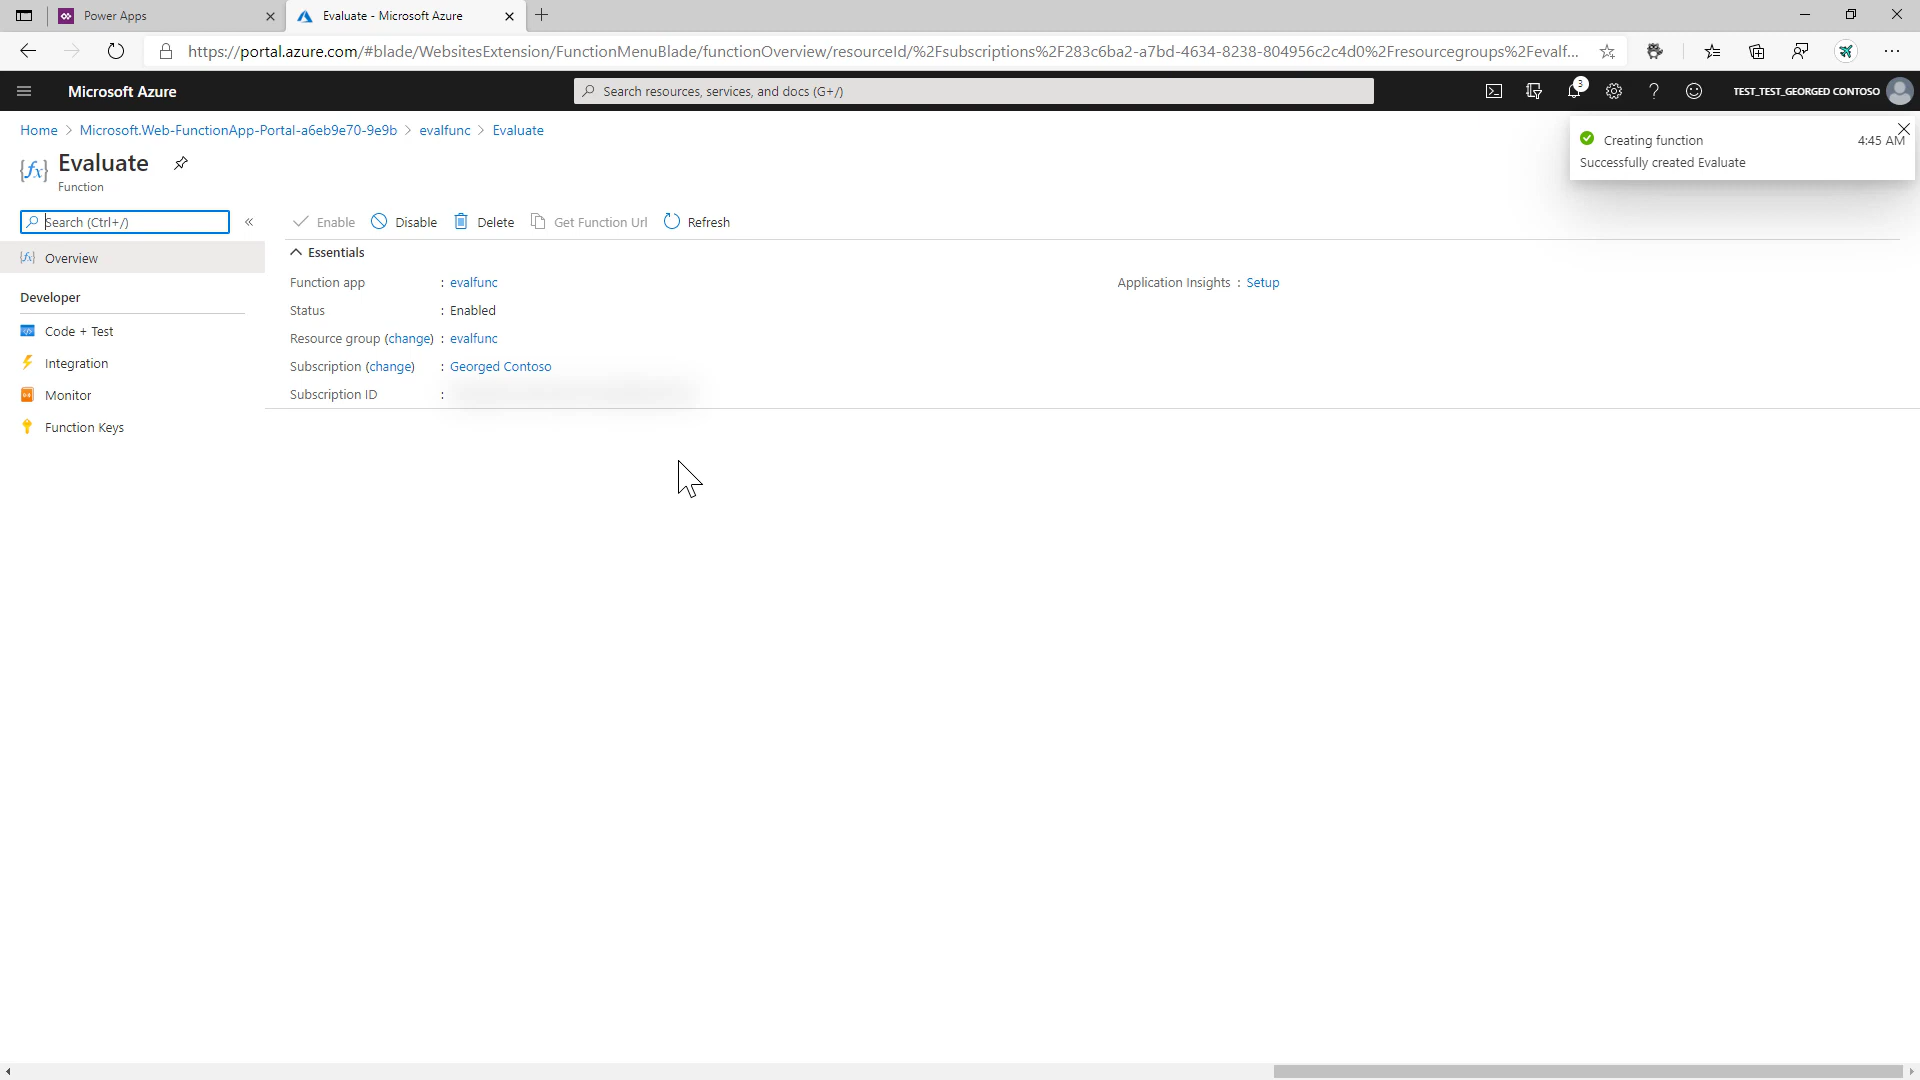 Power Apps
Evaluate - Microsoft Azure
https://portal.azure.com/#blade/WebsitesExtension/FunctionMenuBlade/functionOverview/resourceId/%2Fsubscriptions%2F283c6ba2-a7bd-4634-8238-804956c2c4d0%2Fresourcegroups%2Fevalf...
Microsoft Azure
Search resources, services, and docs (G+/)
3
TEST_TEST_GEORGED CONTOSO
Home > Microsoft.Web-FunctionApp-Portal-a6eb9e70-9e9b > evalfunc > Evaluate
Creating function 4:45 AM
Successfully created Evaluate
Evaluate
Function
Search (Ctrl+/)
Enable Disable Delete Get Function Url Refresh
Overview
Developer
Code + Test
Integration
Monitor
Function Keys
Essentials
Function app : evalfunc
Application Insights : Setup
Status : Enabled
Resource group (change) : evalfunc
Subscription (change) : Georged Contoso
Subscription ID :